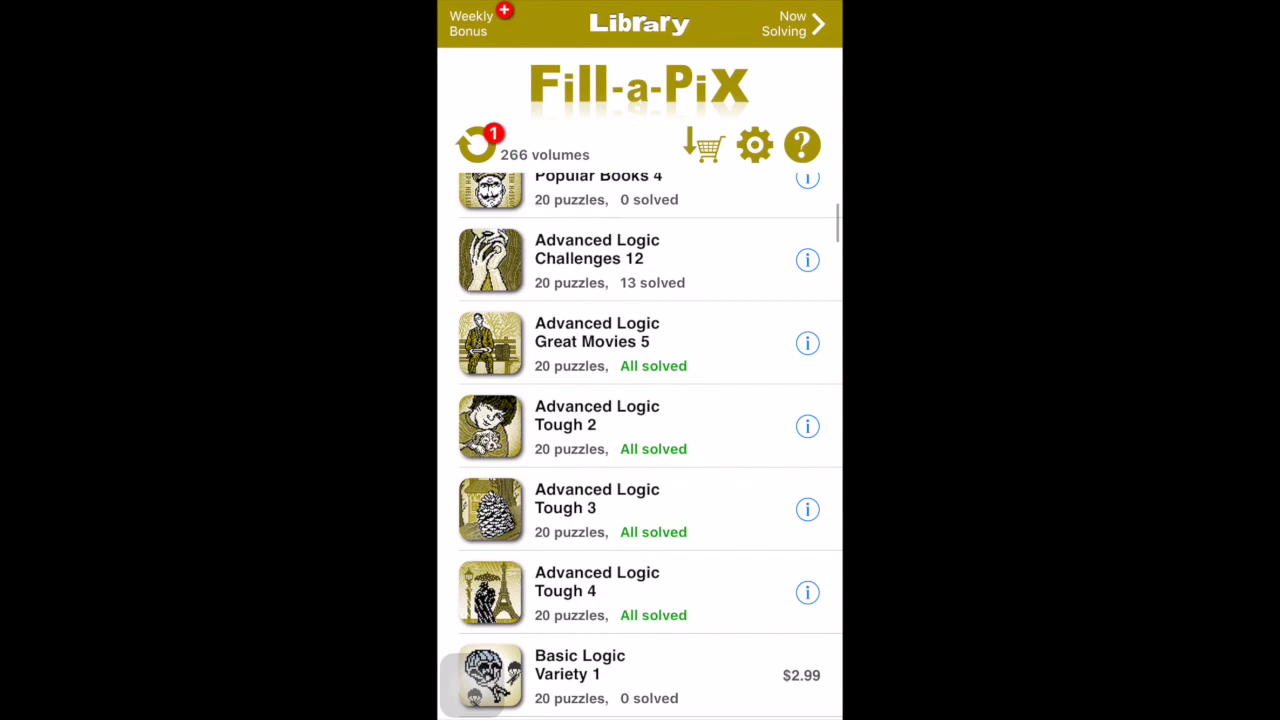 Weekly
Bonus
Library
Now
Solving
Fill-a-Pix
1
266 volumes
Popular Books 4
20 puzzles, 0 solved
Advanced Logic
Challenges 12
20 puzzles, 13 solved
Advanced Logic
Great Movies 5
20 puzzles, All solved
Advanced Logic
Tough 2
20 puzzles, All solved
Advanced Logic
Tough 3
20 puzzles, All solved
Advanced Logic
Tough 4
20 puzzles, All solved
Basic Logic
Variety 1
$2.99
20 puzzles, 0 solved